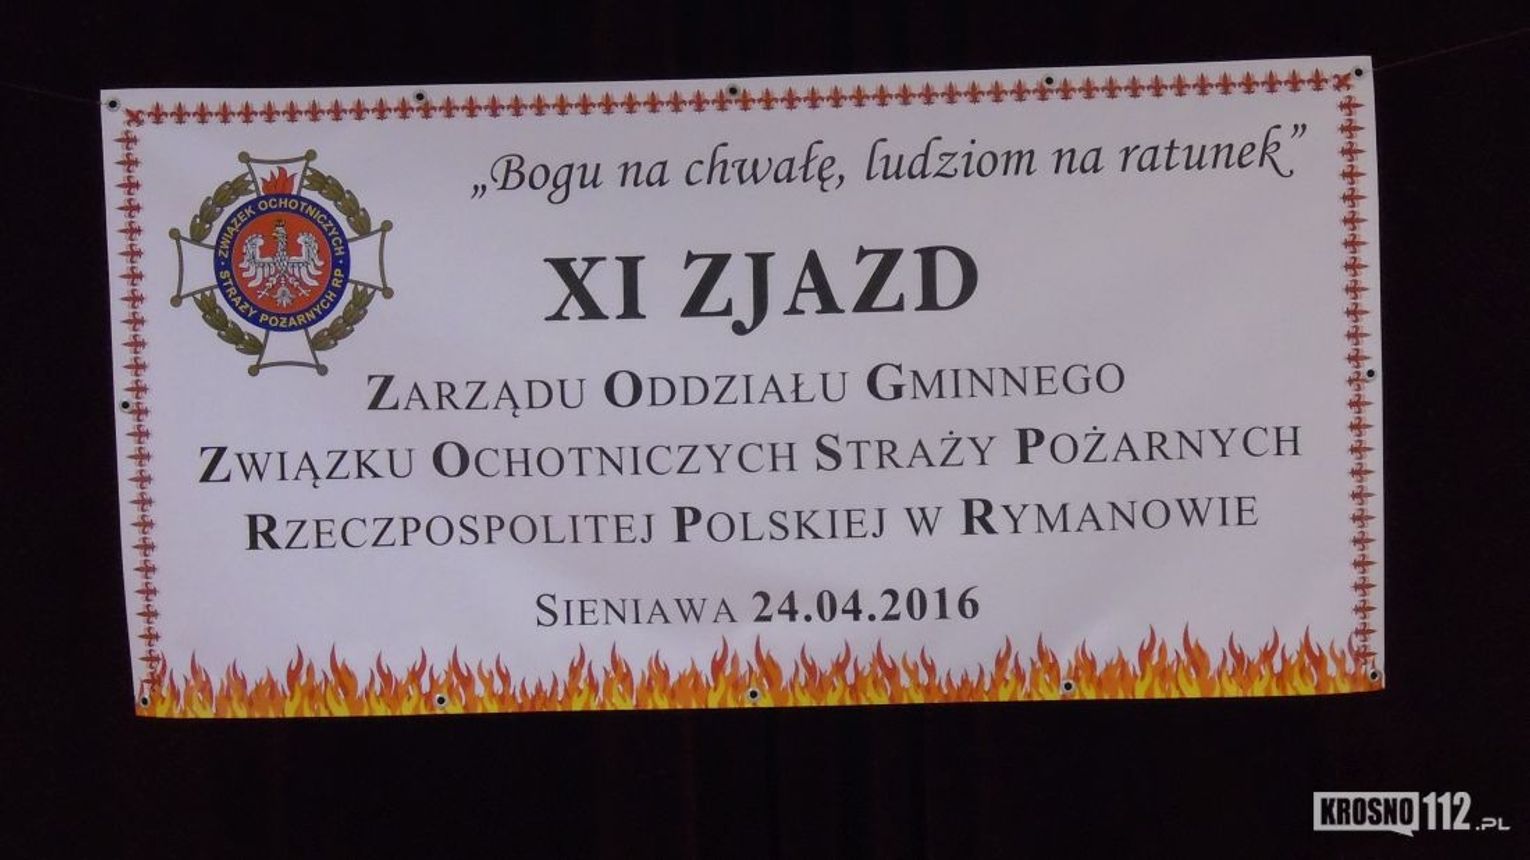 „Bogu na chwałę, ludziom na ratunek”
ZWIĄZEK OCHOTNICZYCH
STRAŻY POŻARNYCH RP
XI ZJAZD
ZARZĄDU ODDZIAŁU GMINNEGO
ZWIĄZKU OCHOTNICZYCH STRAŻY POŻARNYCH
RZECZPOSPOLITEJ POLSKIEJ W RYMANOWIE
SIENIAWA 24.04.2016
KROSNO112.PL